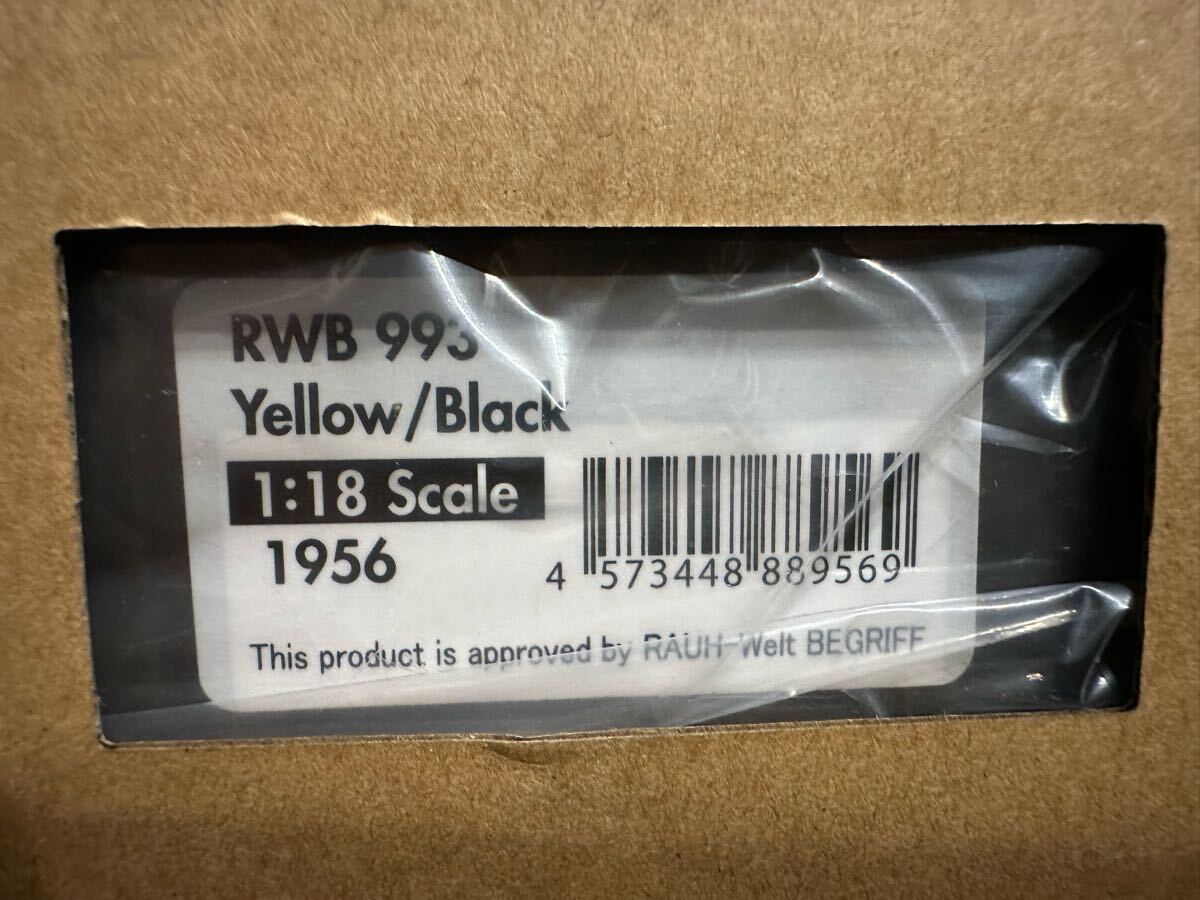 RWB 993
Yellow/Black
1:18 Scale
1956
4 573448 889569
This product is approved by RAUH-Welt BEGRIFF